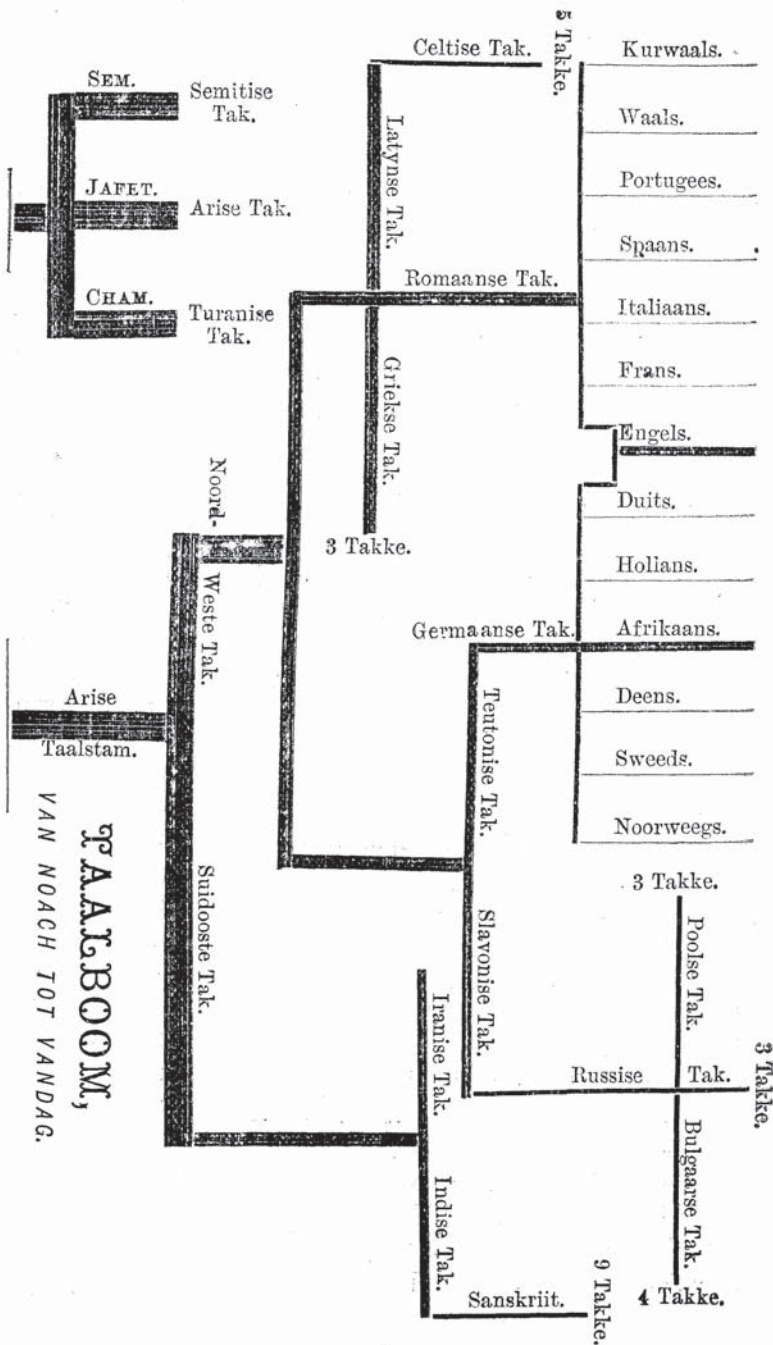 SEM.
Semitise
Tak.
JAFET.
Arise Tak.
CHAM.
Turanise
Tak.
Celtise Tak.
5 Takke.
Latynse Tak.
Romaanse Tak.
Griekse Tak.
3 Takke.
Kurwaals.
Waals.
Portugees.
Spaans.
Italiaans.
Frans.
Engels.
Duits.
Hollans.
Afrikaans.
Deens.
Sweeds.
Noorweegs.
Noord-
Weste Tak.
Germaanse Tak.
Teutonise Tak.
Slavonise Tak.
Arise
Taalstam.
Suidooste Tak.
3 Takke.
Poolse Tak.
Russise Tak.
3 Takke.
Bulgaarse Tak.
4 Takke.
Iranise Tak.
Indise Tak.
Sanskriit.
9 Takke.
TAALBOOM,
VAN NOACH TOT VANDAG.